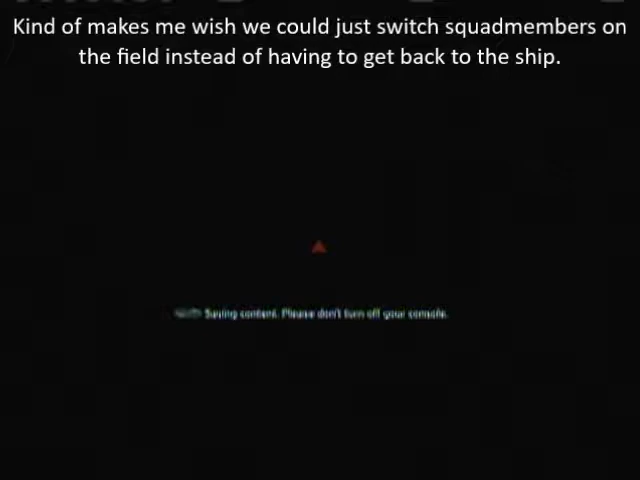 Kind of makes me wish we could just switch squadmembers on
the field instead of having to get back to the ship.
Saving content. Please don't turn off your console.